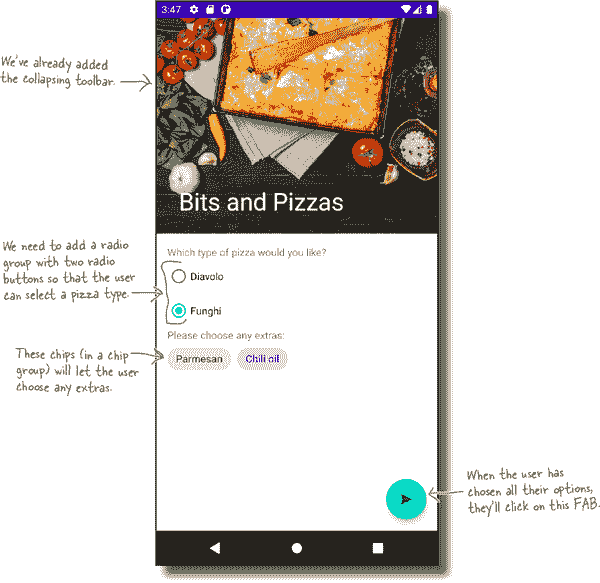 3:47
We've already added
the collapsing toolbar.
Bits and Pizzas
Which type of pizza would you like?
We need to add a radio
group with two radio
buttons so that the user
can select a pizza type.
Diavolo
Funghi
Please choose any extras:
These chips (in a chip
group) will let the user
choose any extras.
Parmesan
Chili oil
When the user has
chosen all their options,
they'll click on this FAB.